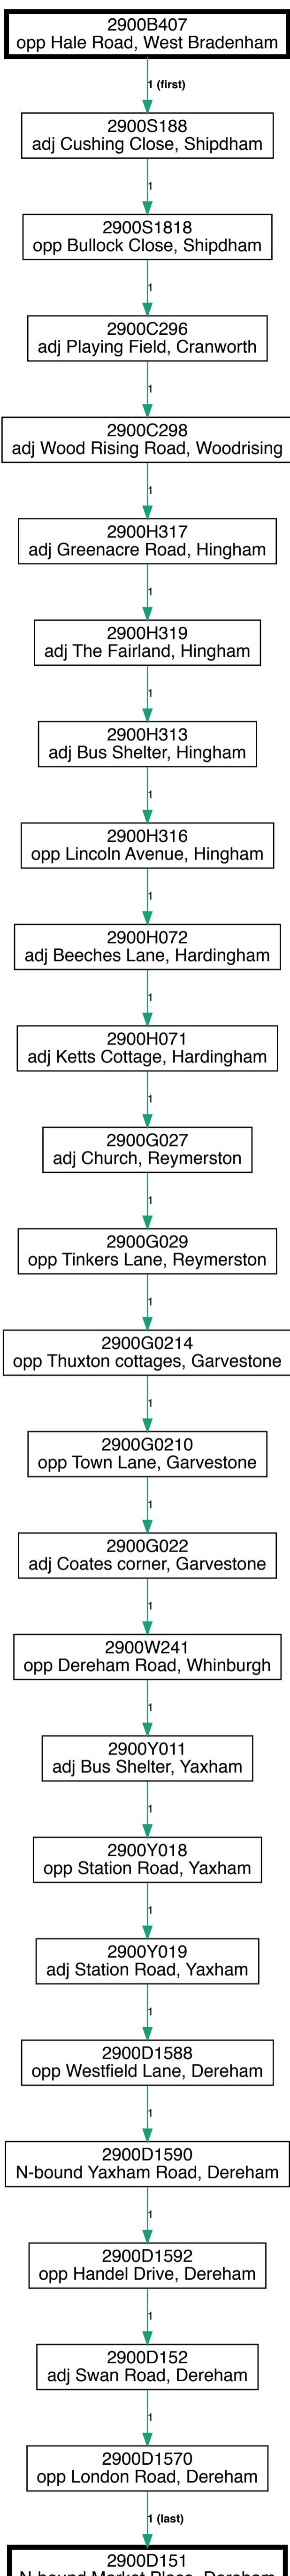 2900B407
opp Hale Road, West Bradenham
1 (first)
2900S188
adj Cushing Close, Shipdham
1
2900S1818
opp Bullock Close, Shipdham
1
2900C296
adj Playing Field, Cranworth
1
2900C298
adj Wood Rising Road, Woodrising
1
2900H317
adj Greenacre Road, Hingham
1
2900H319
adj The Fairland, Hingham
1
2900H313
adj Bus Shelter, Hingham
1
2900H316
opp Lincoln Avenue, Hingham
1
2900H072
adj Beeches Lane, Hardingham
1
2900H071
adj Ketts Cottage, Hardingham
1
2900G027
adj Church, Reymerston
1
2900G029
opp Tinkers Lane, Reymerston
1
2900G0214
opp Thuxton cottages, Garvestone
1
2900G0210
opp Town Lane, Garvestone
1
2900G022
adj Coates corner, Garvestone
1
2900W241
opp Dereham Road, Whinburgh
1
2900Y011
adj Bus Shelter, Yaxham
1
2900Y018
opp Station Road, Yaxham
1
2900Y019
adj Station Road, Yaxham
1
2900D1588
opp Westfield Lane, Dereham
1
2900D1590
N-bound Yaxham Road, Dereham
1
2900D1592
opp Handel Drive, Dereham
1
2900D152
adj Swan Road, Dereham
1
2900D1570
opp London Road, Dereham
1 (last)
2900D151
N-bound Market Place, Dereham